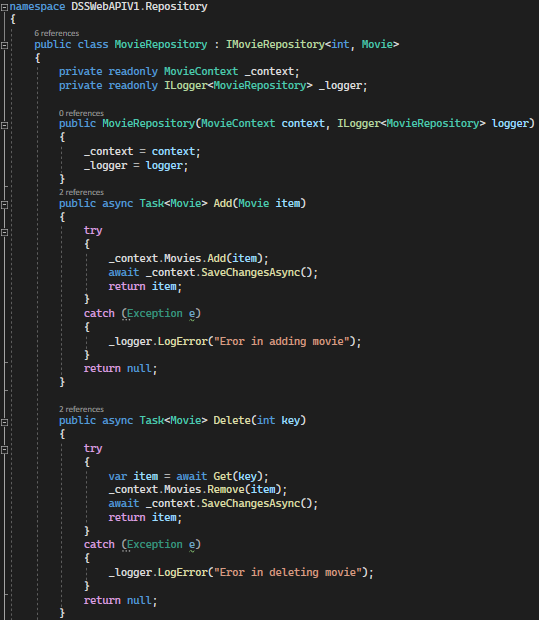 namespace DSSWebAPIV1.Repository
{
6 references
public class MovieRepository : IMovieRepository<int, Movie>
{
private readonly MovieContext _context;
private readonly ILogger<MovieRepository> _logger;
0 references
public MovieRepository(MovieContext context, ILogger<MovieRepository> logger)
{
_context = context;
_logger = logger;
}
2 references
public async Task<Movie> Add(Movie item)
{
try
{
_context.Movies.Add(item);
await _context.SaveChangesAsync();
return item;
}
catch (Exception e)
{
_logger.LogError("Eror in adding movie");
}
return null;
}
2 references
public async Task<Movie> Delete(int key)
{
try
{
var item = await Get(key);
_context.Movies.Remove(item);
await _context.SaveChangesAsync();
return item;
}
catch (Exception e)
{
_logger.LogError("Eror in deleting movie");
}
return null;
}